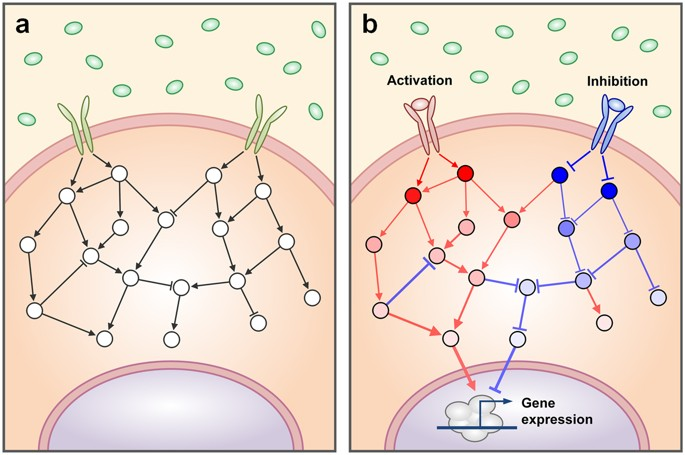 a
b
Activation
Inhibition
Gene
expression